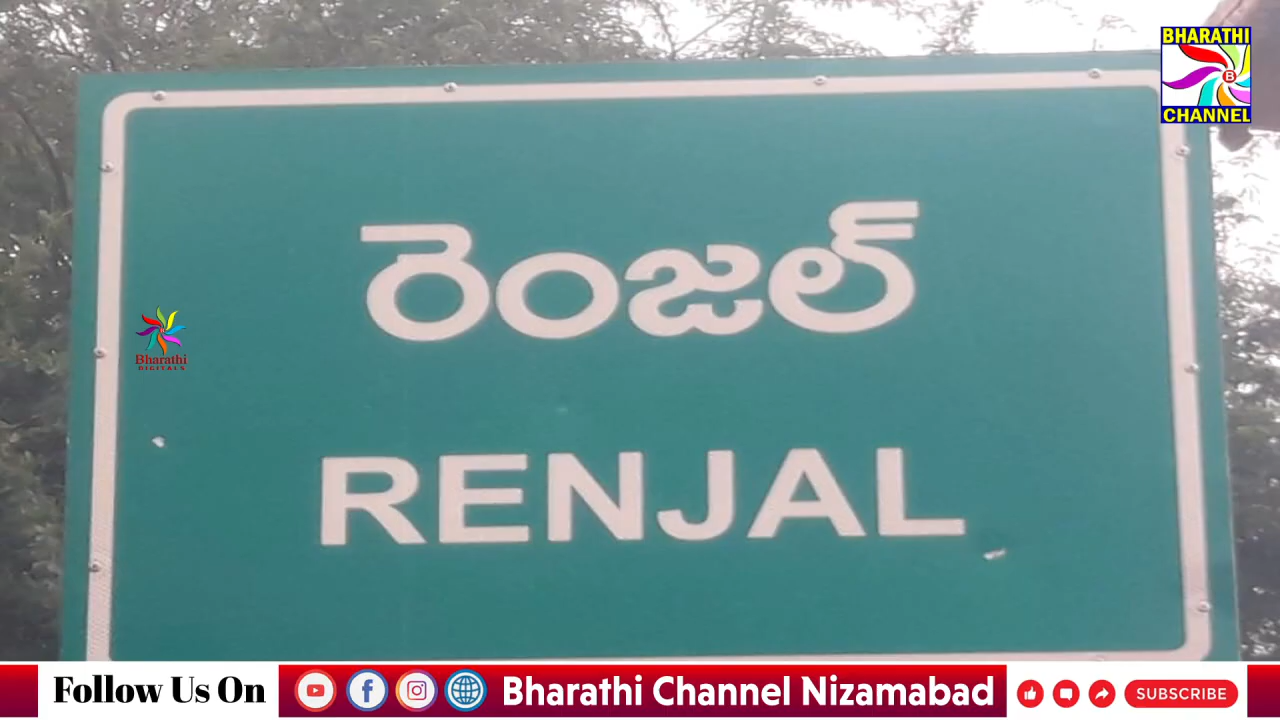 BHARATHI
B
CHANNEL
రెంజల్
Bharathi
DIGITALS
RENJAL
Follow Us On
Bharathi Channel Nizamabad
SUBSCRIBE